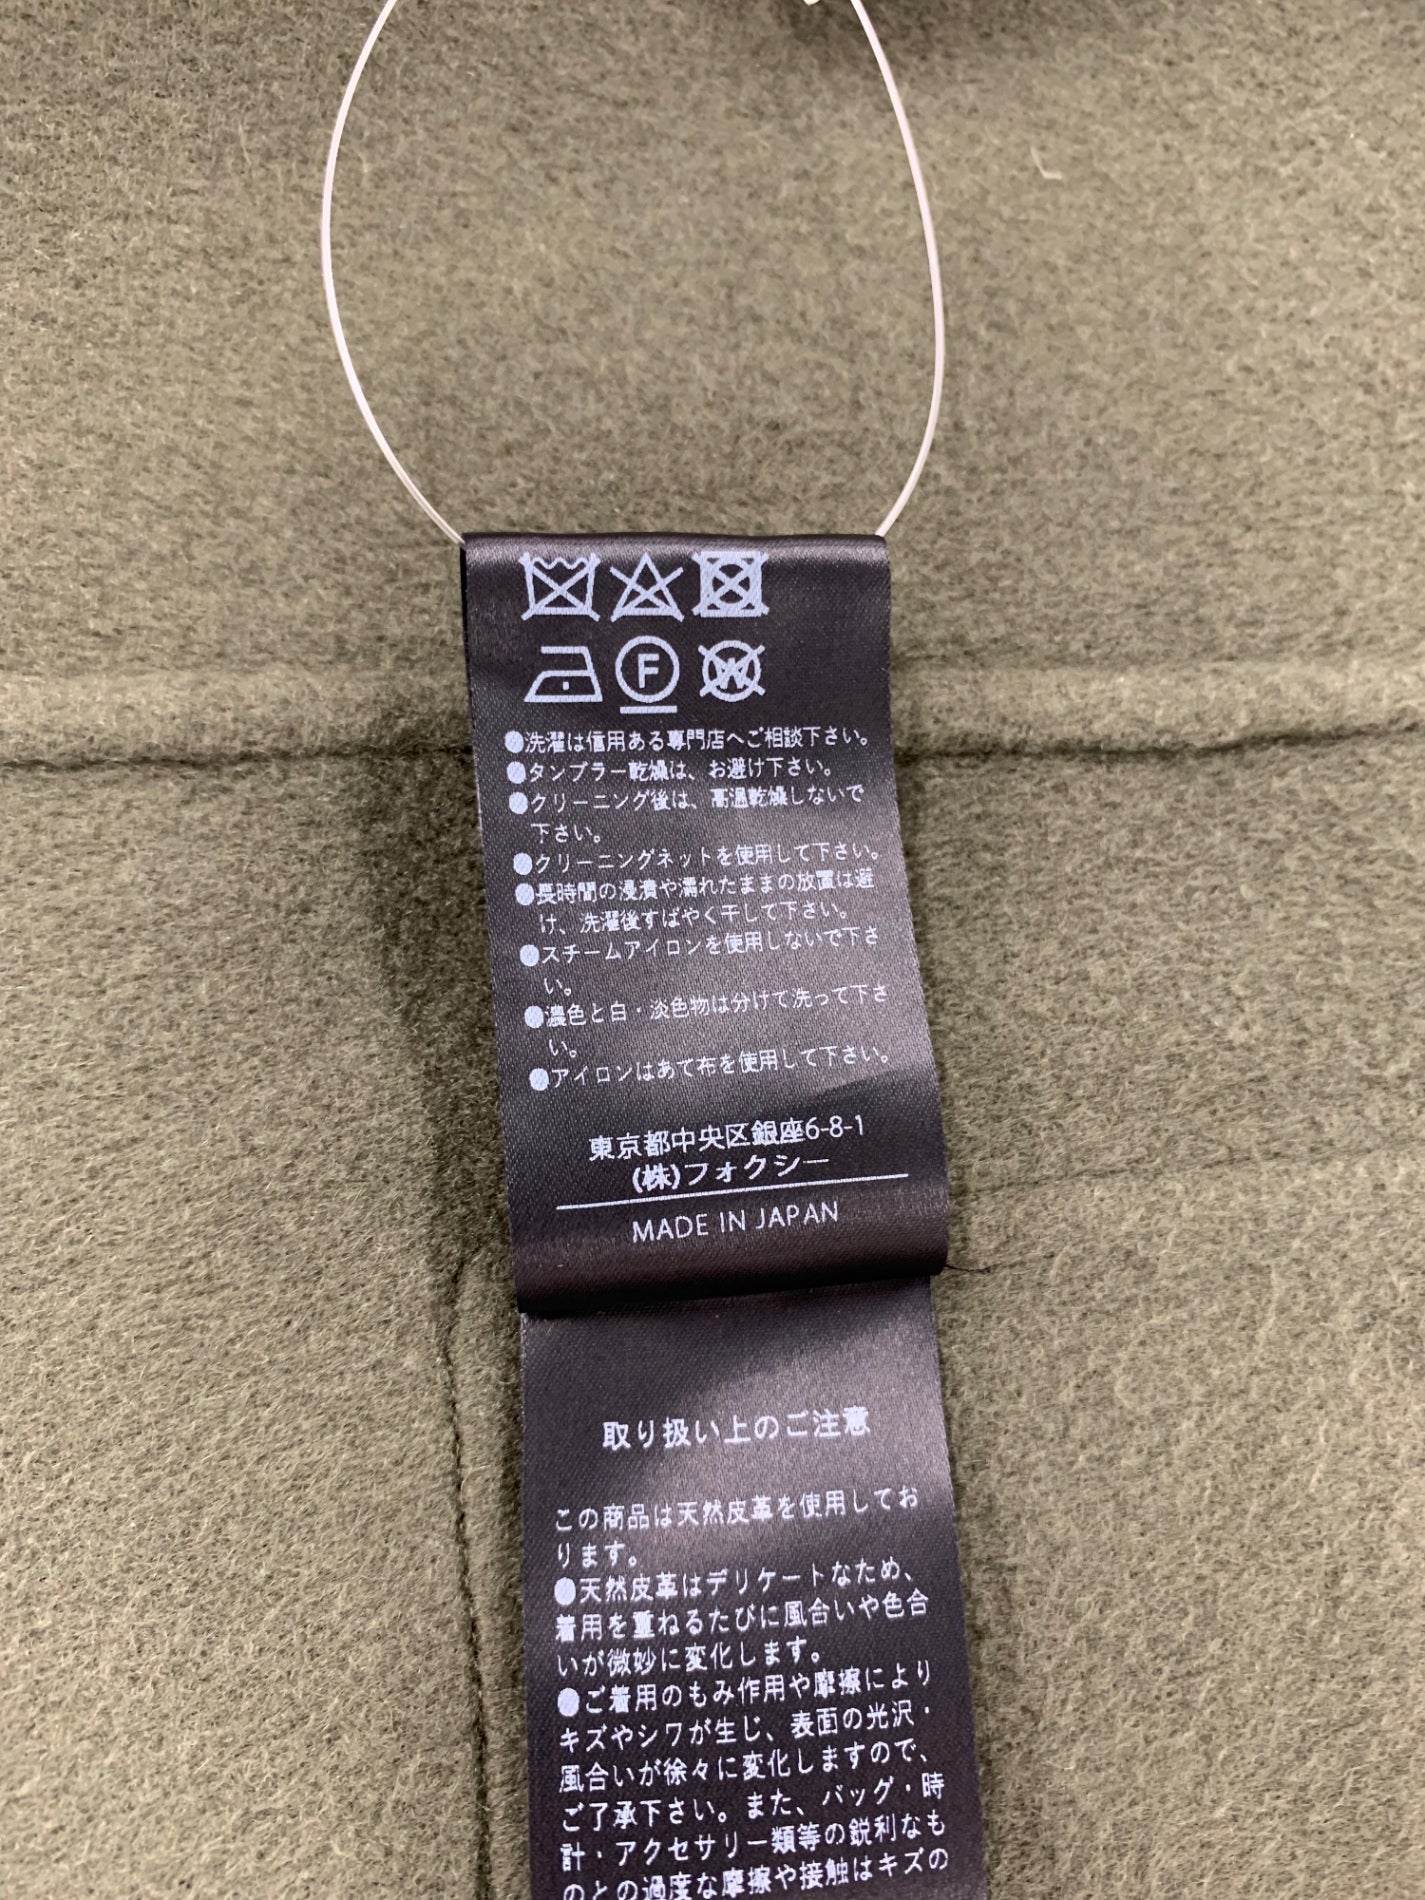 F W
●洗濯は信用ある専門店へご相談下さい。
●タンブラー乾燥は、お避け下さい。
●クリーニング後は、高温乾燥しないで
下さい。
●クリーニングネットを使用して下さい。
●長時間の浸漬や濡れたままの放置は避
け、洗濯後すばやく干して下さい。
●スチームアイロンを使用しないで下さ
い。
●濃色と白・淡色物は分けて洗って下さ
い。
●アイロンはあて布を使用して下さい。
東京都中央区銀座6-8-1
(株)フォクシー
MADE IN JAPAN
取り扱い上のご注意
この商品は天然皮革を使用してお
ります。
●天然皮革はデリケートなため、
着用を重ねるたびに風合いや色合
いが微妙に変化します。
●ご着用のもみ作用や摩擦により
キズやシワが生じ、表面の光沢・
風合いが徐々に変化しますので、
ご了承下さい。また、バッグ・時
計・アクセサリー類等の鋭利なも
のとの過度な摩擦や接触はキズの